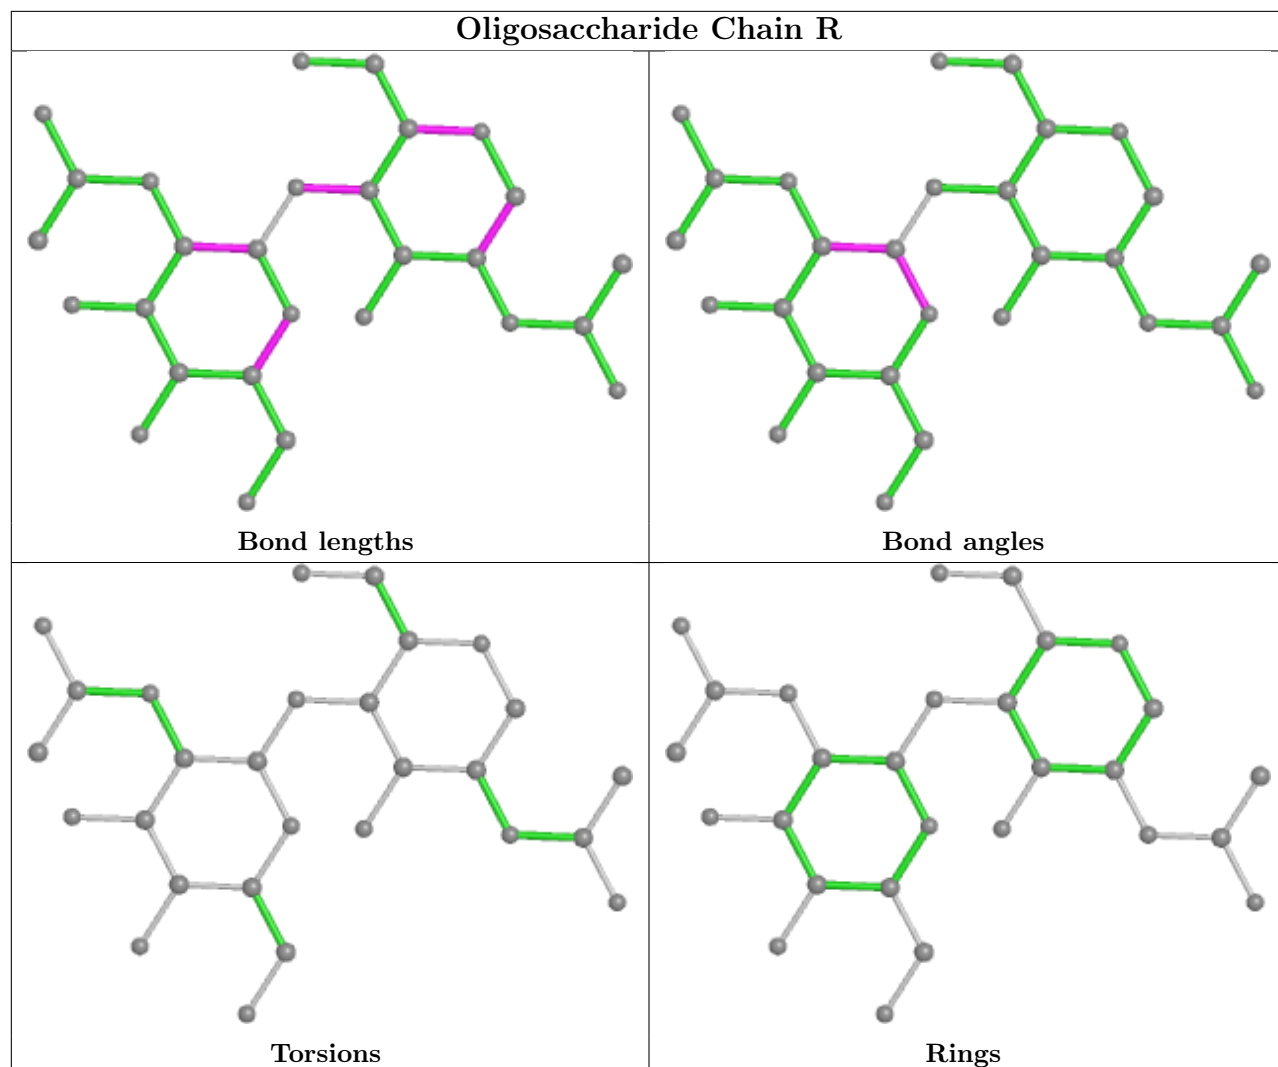 Oligosaccharide Chain R
Bond lengths
Bond angles
Torsions
Rings